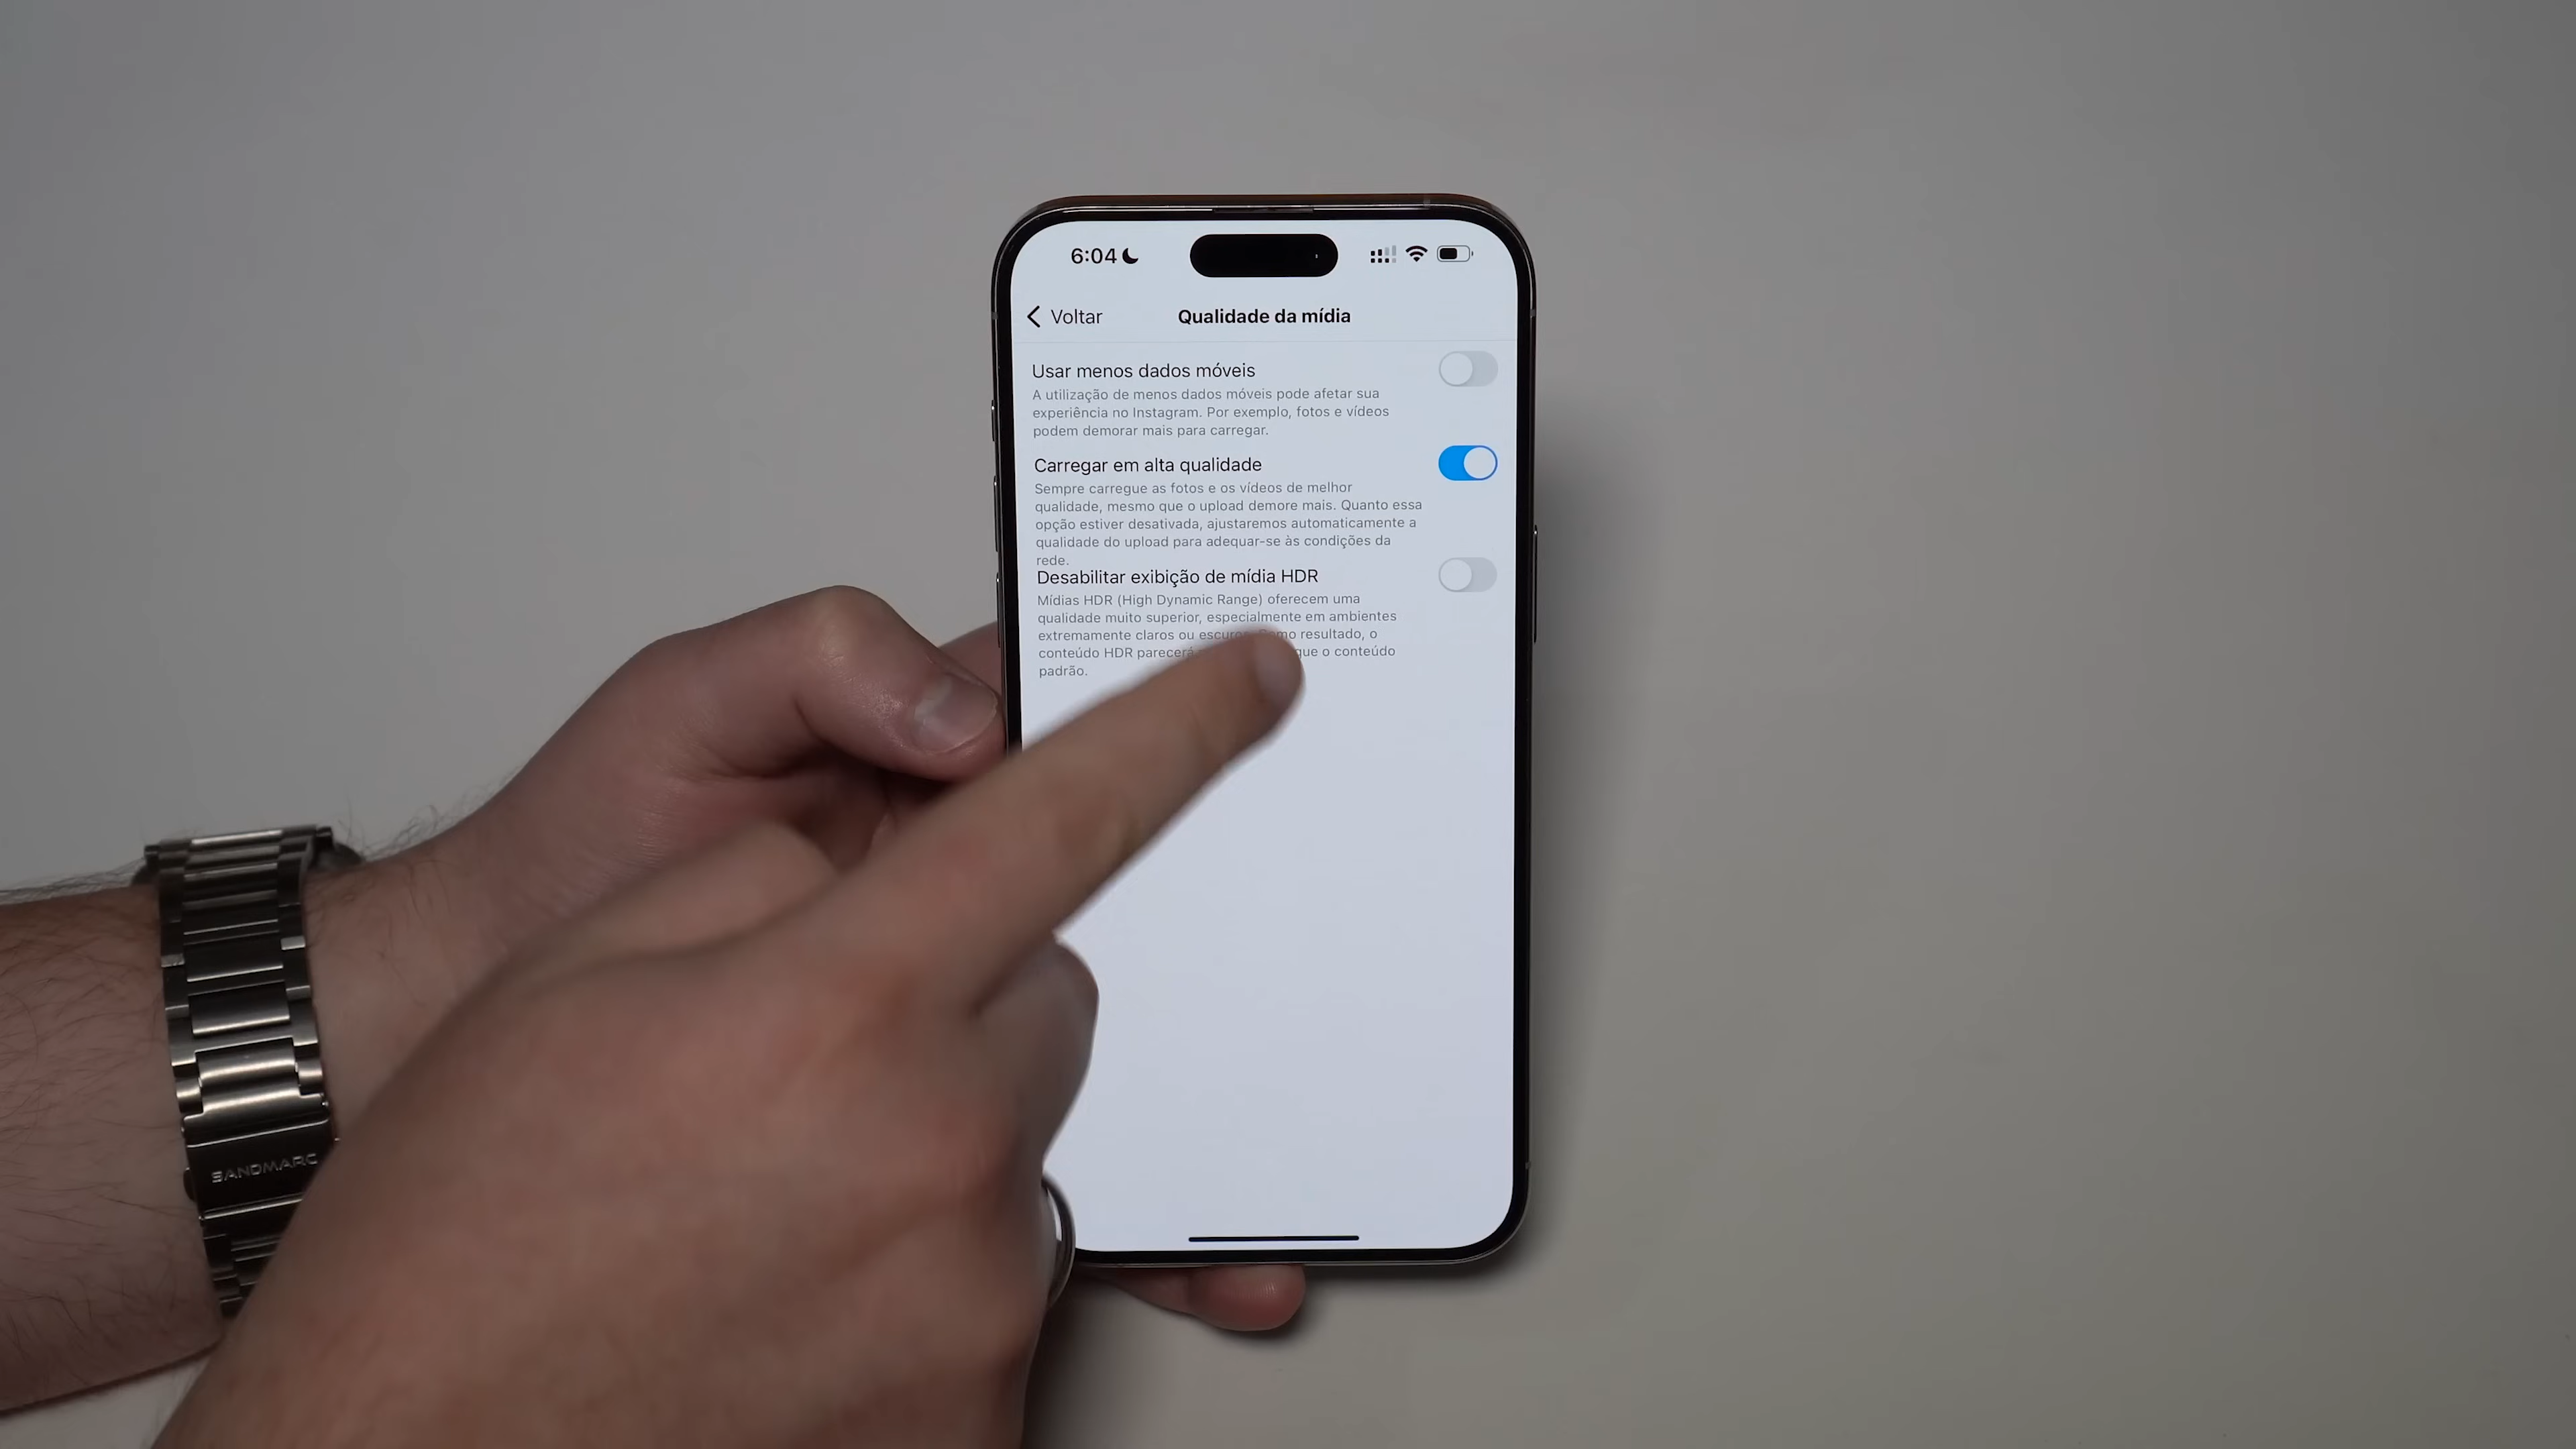 6:04
Voltar
Qualidade da mídia
Usar menos dados móveis
A utilização de menos dados móveis pode afetar sua
experiência no Instagram. Por exemplo, fotos e vídeos
podem demorar mais para carregar.
Carregar em alta qualidade
Sempre carregue as fotos e os vídeos de melhor
qualidade, mesmo que o upload demore mais. Quanto essa
opção estiver desativada, ajustaremos automaticamente a
qualidade do upload para adequar-se às condições da
rede.
Desabilitar exibição de mídia HDR
Mídias HDR (High Dynamic Range) oferecem uma
qualidade muito superior, especialmente em ambientes
extremamente claros ou escuros. Como resultado, o
conteúdo HDR parecerá que o conteúdo
padrão.
SANDMARC